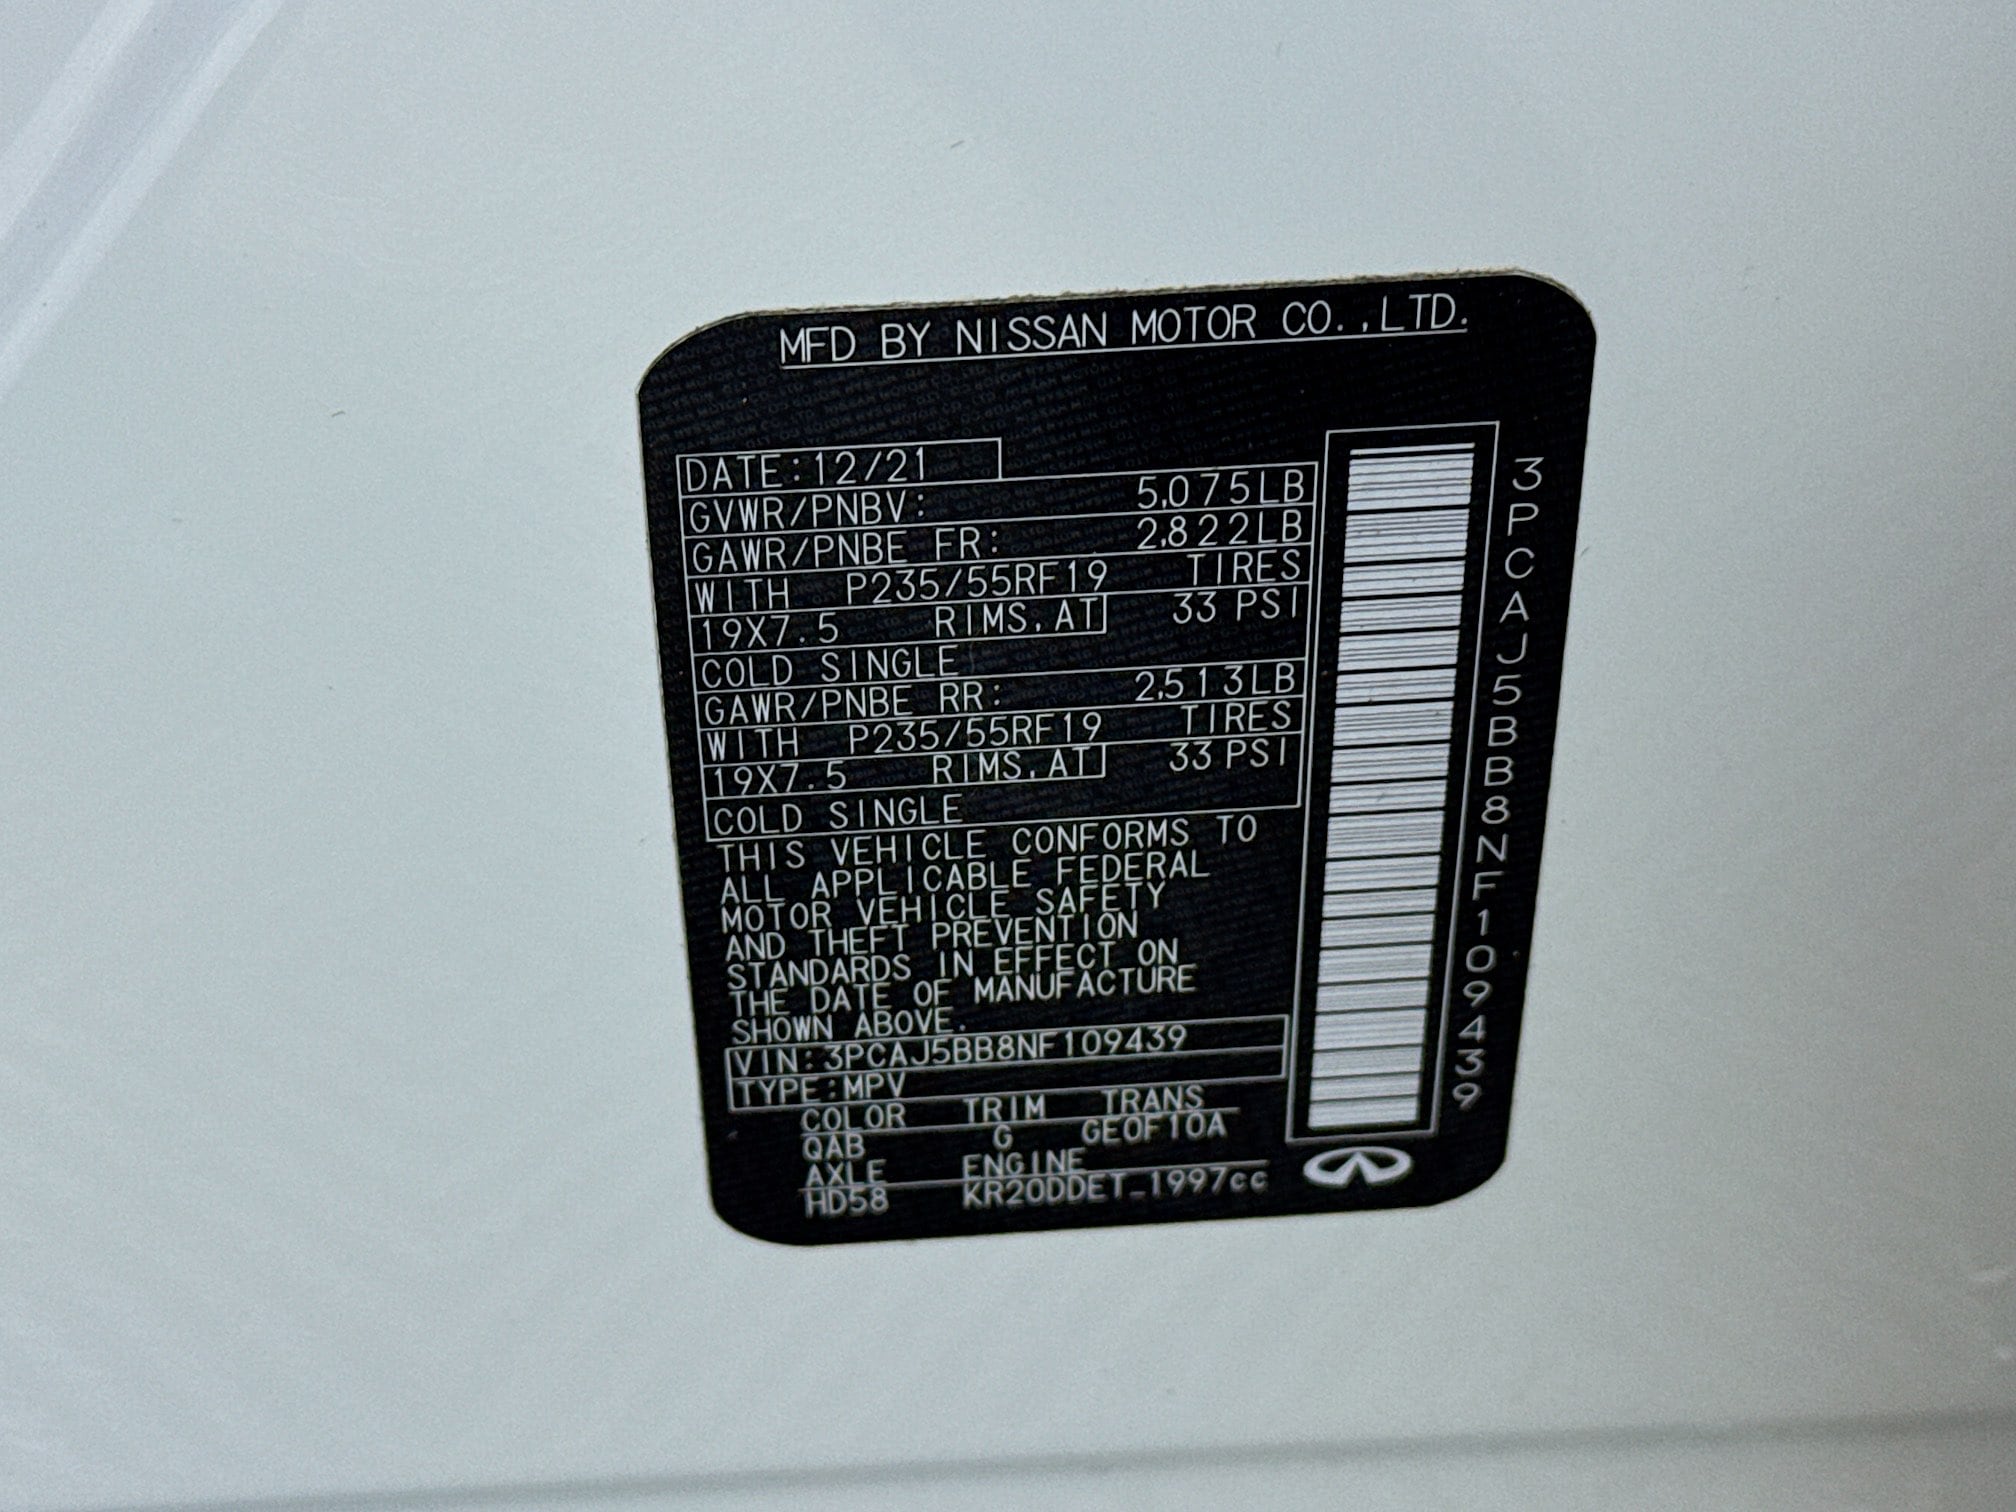 MFD BY NISSAN MOTOR CO.,LTD.
DATE:12/21
GVWR/PNBV: 5,075LB
GAWR/PNBE FR: 2,822LB
WITH P235/55RF19 TIRES
19X7.5 RIMS,AT 33 PSI
COLD SINGLE
GAWR/PNBE RR: 2,513LB
WITH P235/55RF19 TIRES
19X7.5 RIMS,AT 33 PSI
COLD SINGLE
THIS VEHICLE CONFORMS TO
ALL APPLICABLE FEDERAL
MOTOR VEHICLE SAFETY
AND THEFT PREVENTION
STANDARDS IN EFFECT ON
THE DATE OF MANUFACTURE
SHOWN ABOVE.
VIN:3PCAJ5BB8NF109439
TYPE:MPV
COLOR TRIM TRANS
QAB G GE0F10A
AXLE ENGINE
HD58 KR20DDET_1997cc
3PCAJ5BB8NF109439